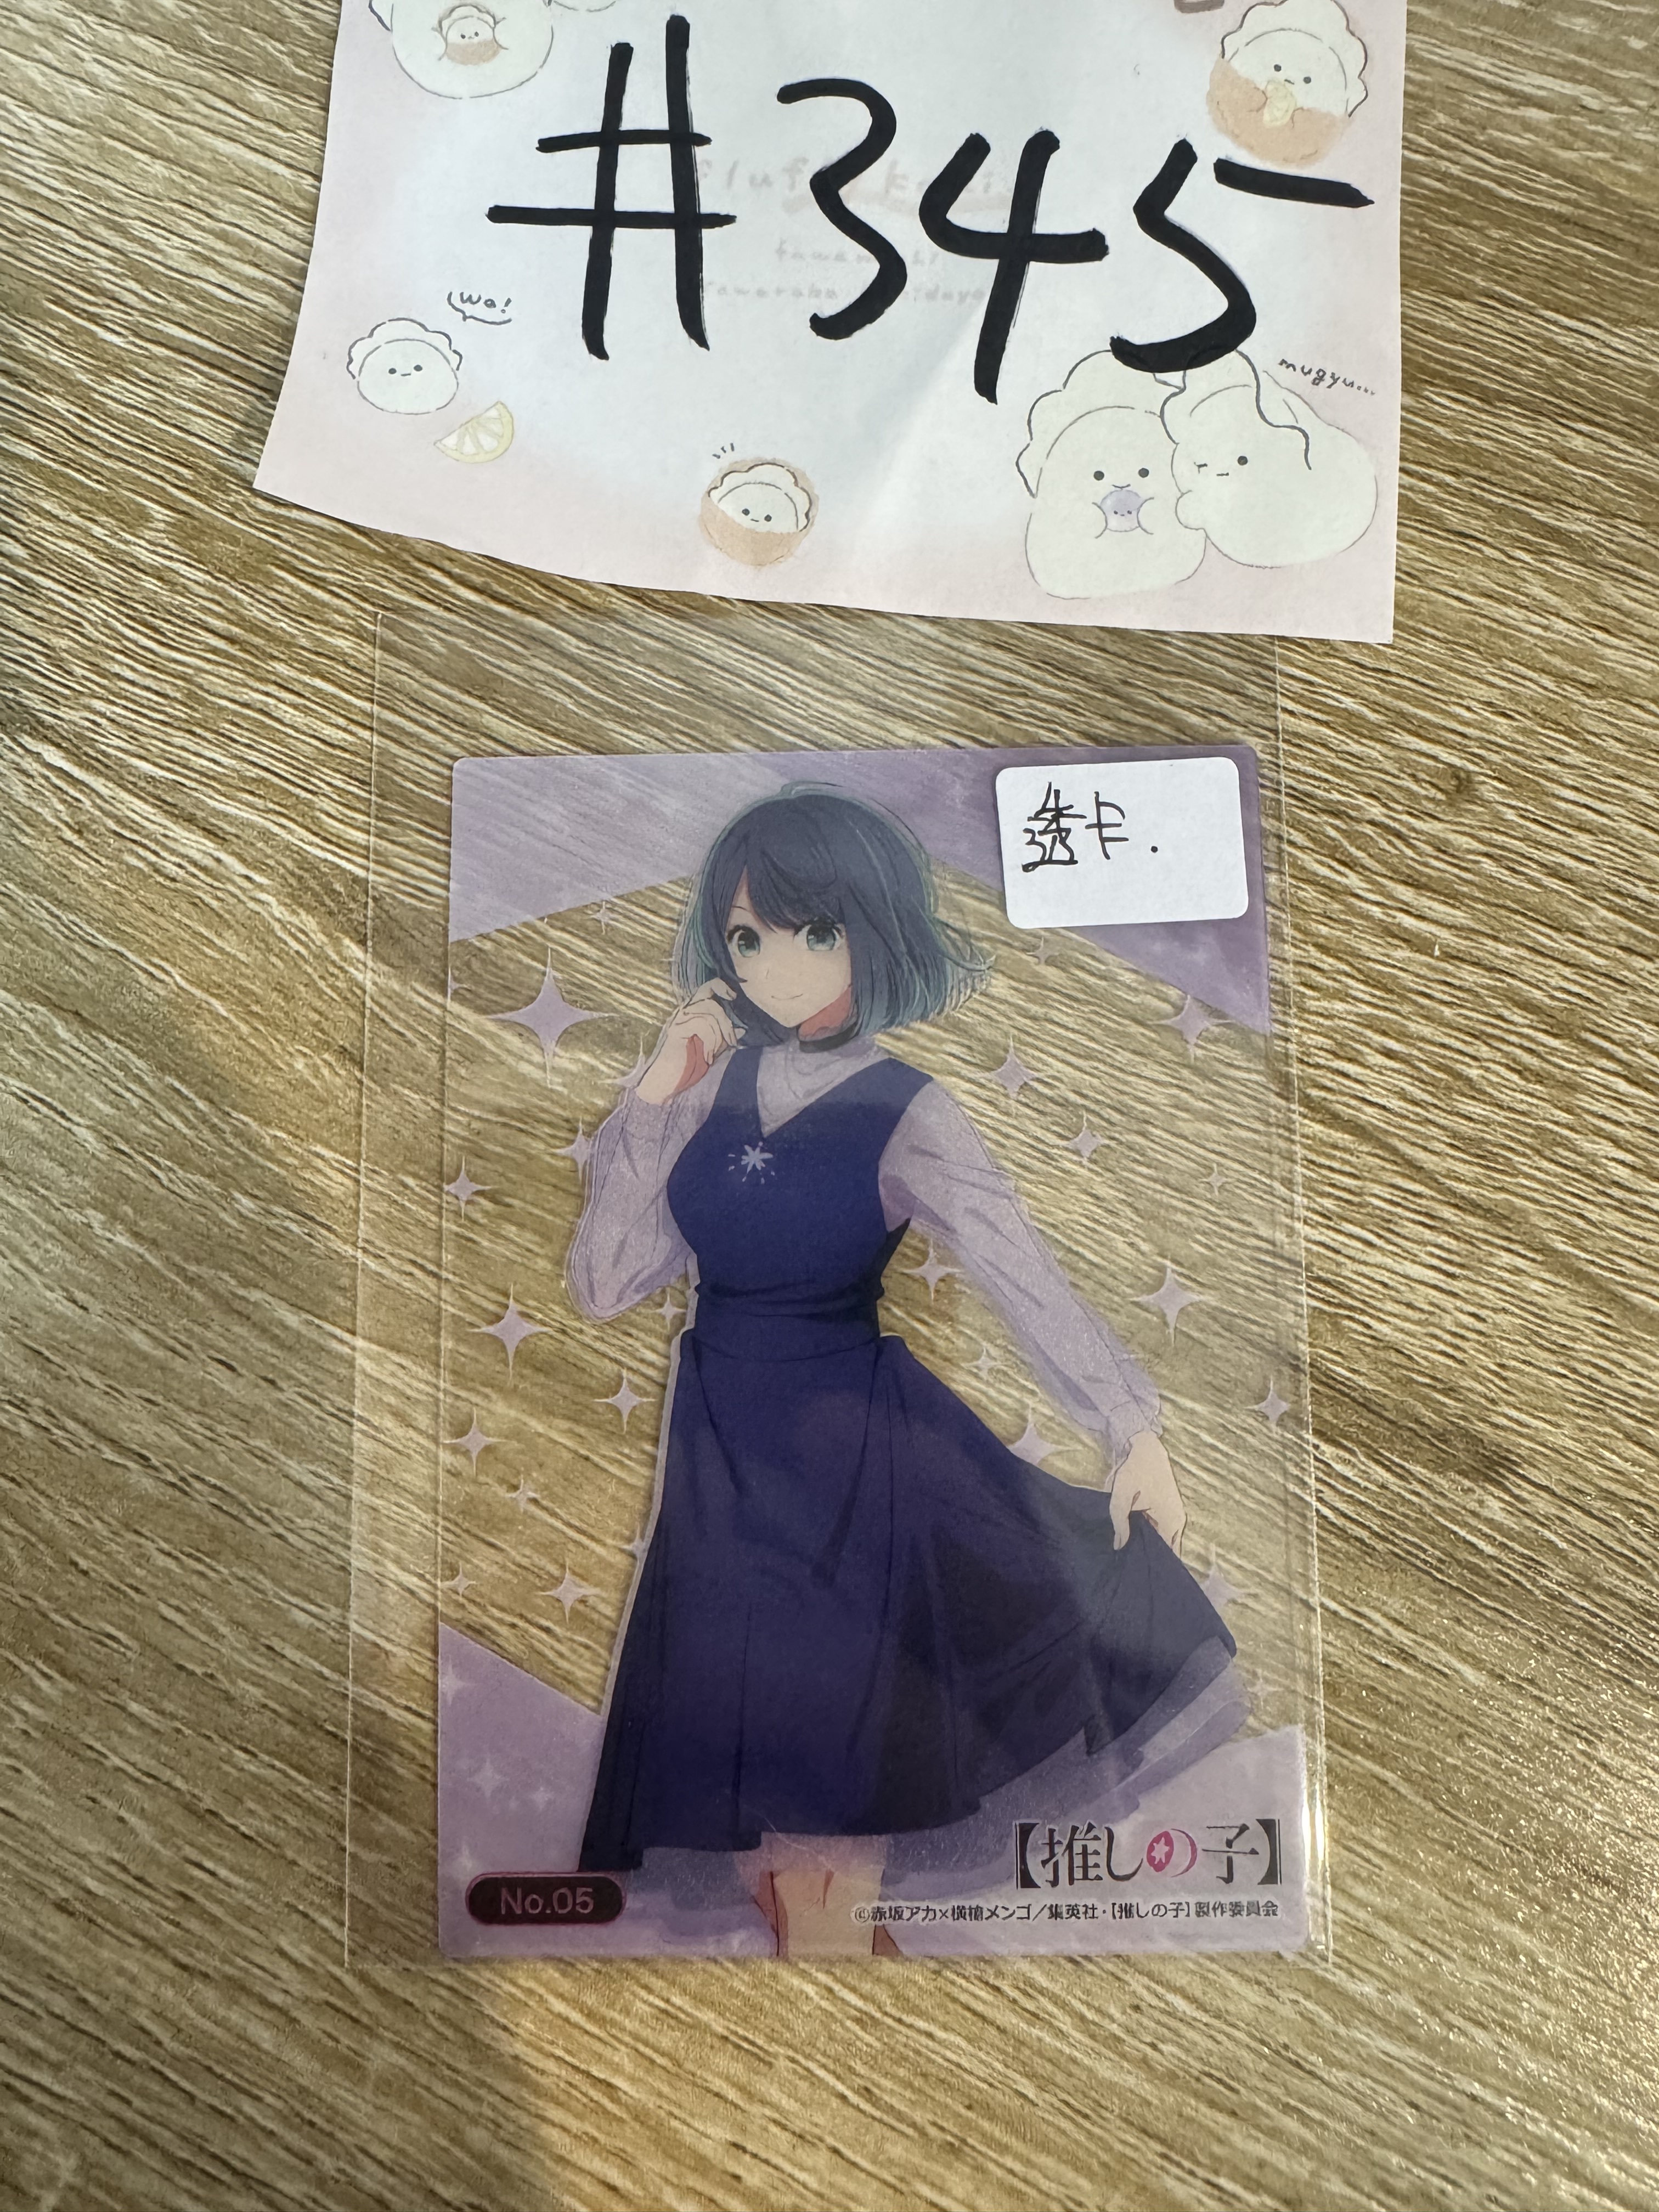 #345
wa!
mugyu...
透卡.
【推しの子】
No.05
©赤坂アカ×横槍メンゴ／集英社・【推しの子】製作委員会